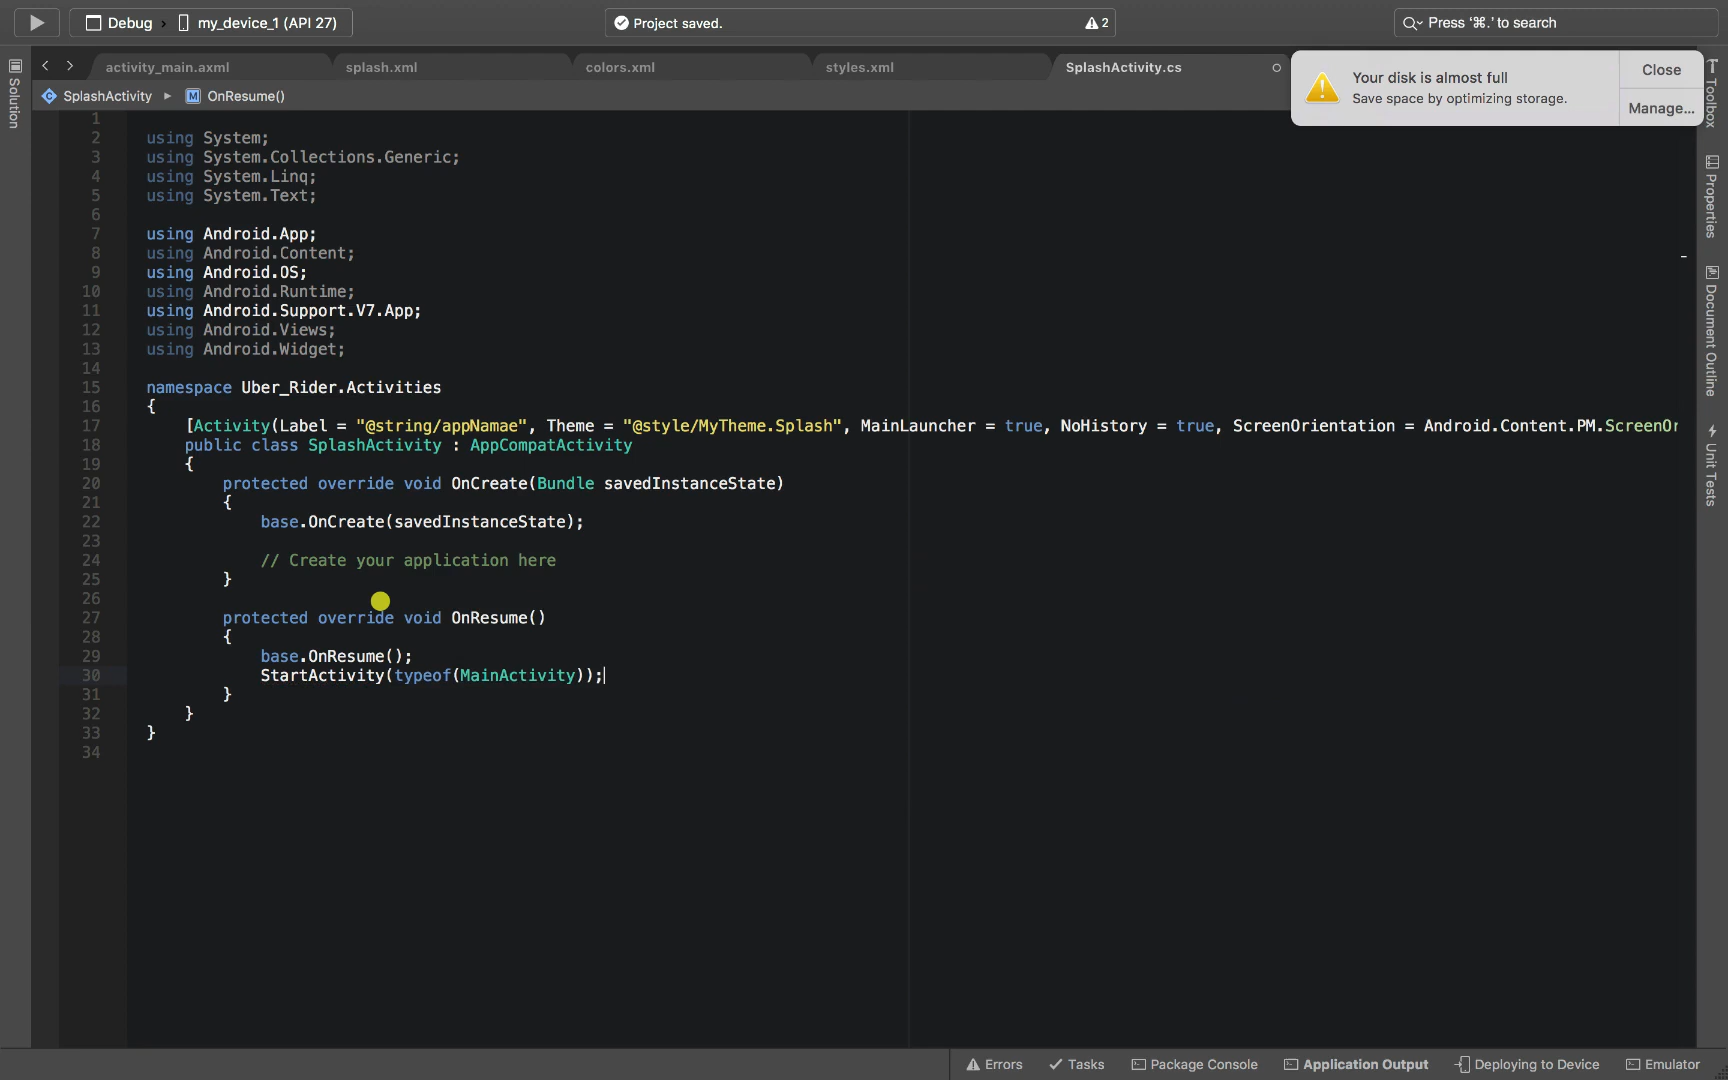 Debug
my_device_1 (API 27)
Project saved.
2
Press '⌘.' to search
Solution
activity_main.axml
splash.xml
colors.xml
styles.xml
SplashActivity.cs
Your disk is almost full
Save space by optimizing storage.
Close
Manage...
SplashActivity
M OnResume()
1
2 using System;
3 using System.Collections.Generic;
4 using System.Linq;
5 using System.Text;
6
7 using Android.App;
8 using Android.Content;
9 using Android.OS;
10 using Android.Runtime;
11 using Android.Support.V7.App;
12 using Android.Views;
13 using Android.Widget;
14
15 namespace Uber_Rider.Activities
16 {
17 [Activity(Label = "@string/appNamae", Theme = "@style/MyTheme.Splash", MainLauncher = true, NoHistory = true, ScreenOrientation = Android.Content.PM.ScreenOr
18 public class SplashActivity : AppCompatActivity
19 {
20 protected override void OnCreate(Bundle savedInstanceState)
21 {
22 base.OnCreate(savedInstanceState);
23
24 // Create your application here
25 }
26
27 protected override void OnResume()
28 {
29 base.OnResume();
30 StartActivity(typeof(MainActivity));
31 }
32 }
33 }
34
Toolbox
Properties
Document Outline
Unit Tests
Errors
Tasks
Package Console
Application Output
Deploying to Device
Emulator